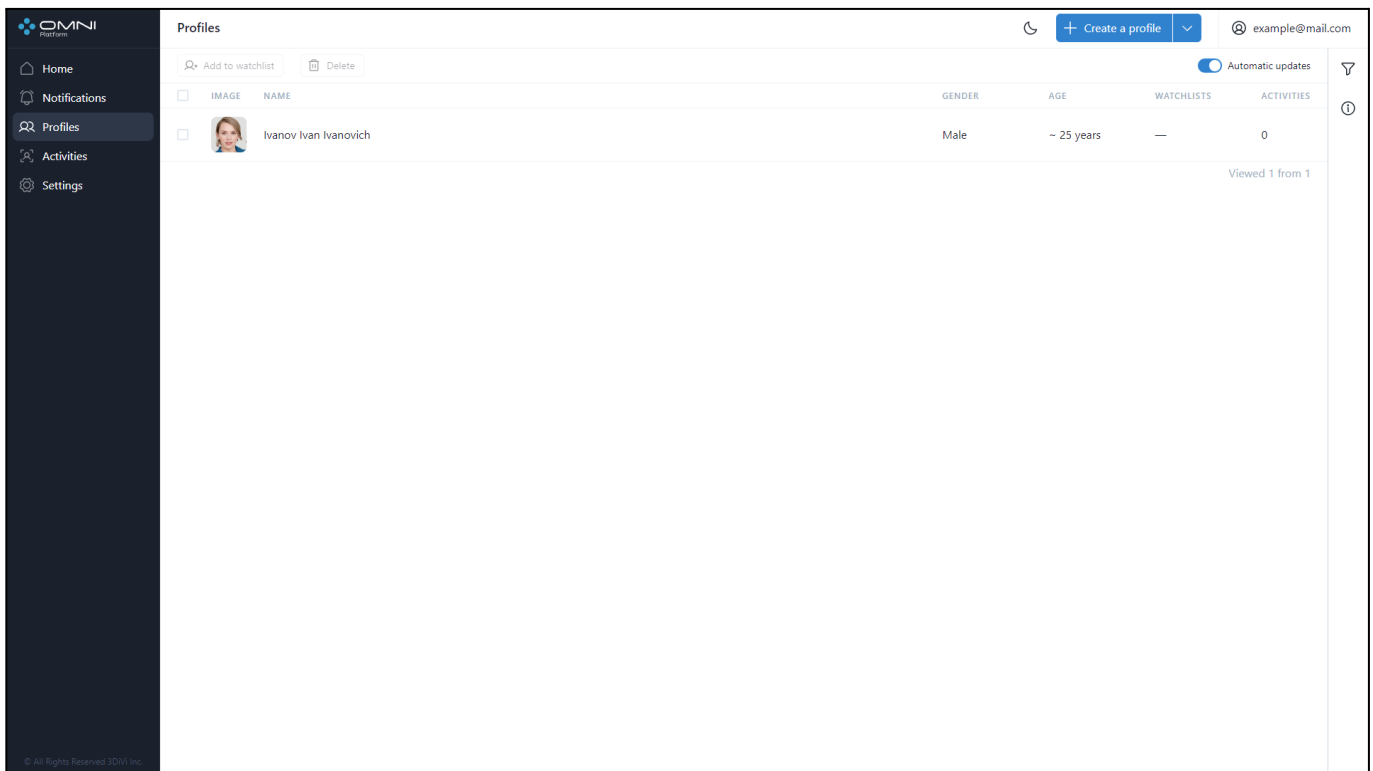 OMNI
Platform
Profiles
Create a profile
example@mail.com
Home
Notifications
Profiles
Activities
Settings
Add to watchlist
Delete
Automatic updates
IMAGE NAME GENDER AGE WATCHLISTS ACTIVITIES
Ivanov Ivan Ivanovich Male ~ 25 years — 0
Viewed 1 from 1
© All Rights Reserved 3DiVi Inc.